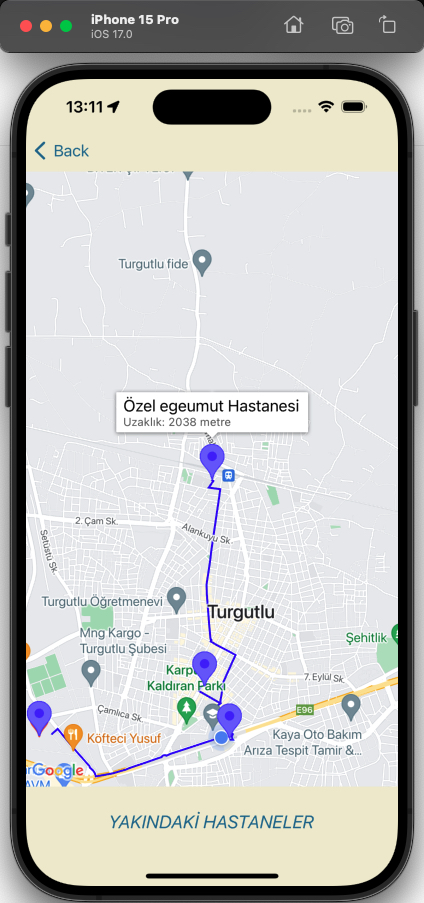 iPhone 15 Pro
iOS 17.0
13:11
Back
Turgutlu fide
Özel egeumut Hastanesi
Uzaklık: 2038 metre
2. Çam Sk.
Setüstü Sk.
Alankuyu Sk.
Turgutlu Öğretmenevi
Turgutlu
Mng Kargo -
Turgutlu Şubesi
Şehitlik
Kaldıran Parkı
7. Eylül Sk.
E96
Çamlıca Sk.
Köfteci Yusuf
Kaya Oto Bakım
Arıza Tespit Tamir &...
Google
AVM
YAKINDAKİ HASTANELER